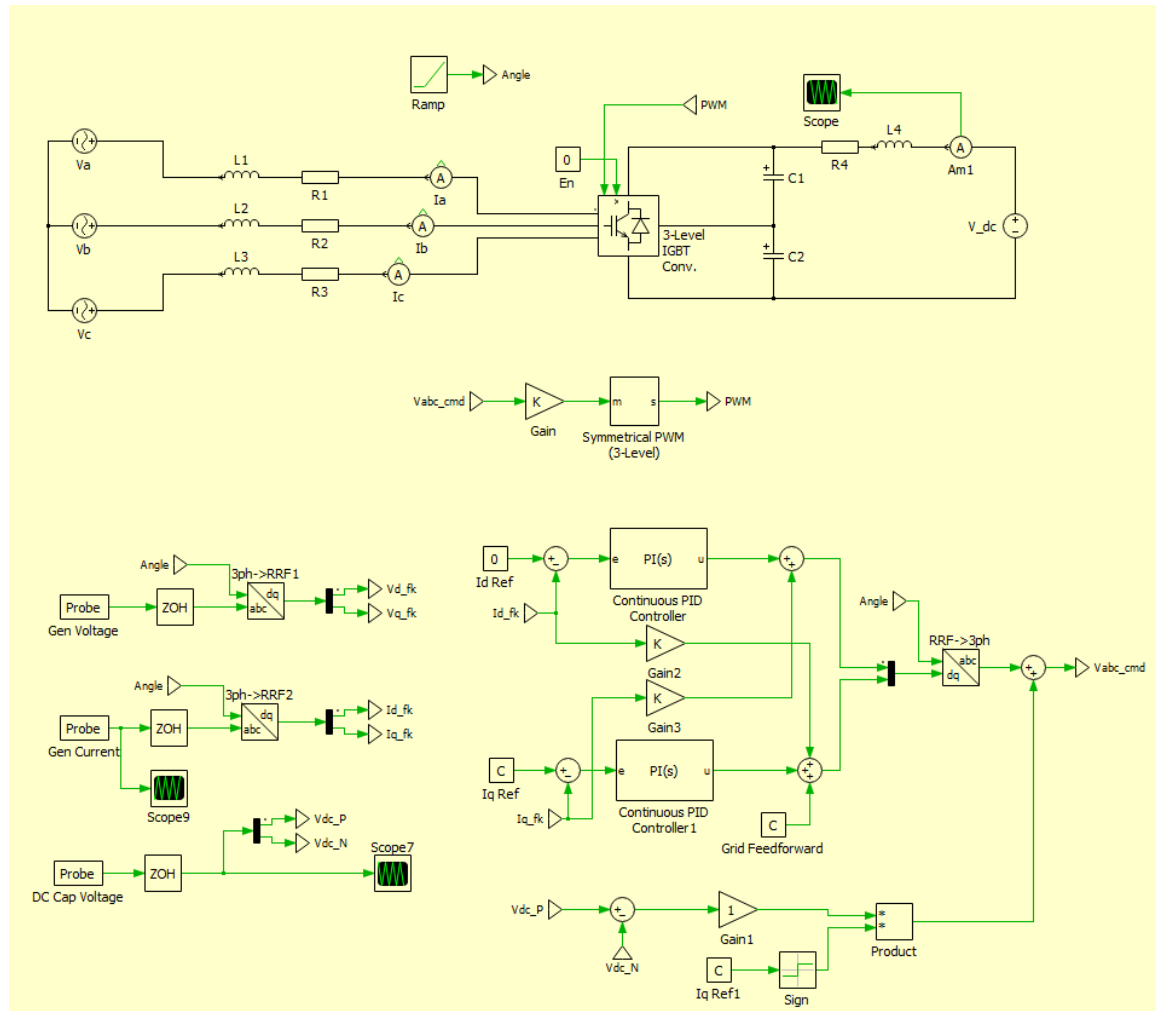 Ramp
Angle
PWM
Scope
0
En
Va
L1
R1
A
Ia
Vb
L2
R2
A
Ib
Vc
L3
R3
A
Ic
3-Level
IGBT
Conv.
C1
C2
R4
L4
A
Am1
V_dc
Vabc_cmd
K
Gain
m s
Symmetrical PWM
(3-Level)
PWM
Angle
3ph->RRF1
dq
abc
Probe
Gen Voltage
ZOH
Vd_fk
Vq_fk
Angle
3ph->RRF2
dq
abc
Probe
Gen Current
ZOH
Id_fk
Iq_fk
Scope9
Vdc_P
Vdc_N
Scope7
Probe
DC Cap Voltage
ZOH
0
Id Ref
e PI(s) u
Continuous PID
Controller
Id_fk
K
Gain2
K
Gain3
C
Iq Ref
e PI(s) u
Continuous PID
Controller1
Iq_fk
C
Grid Feedforward
Angle
RRF->3ph
abc
dq
Vabc_cmd
Vdc_P
Vdc_N
1
Gain1
*
*
Product
C
Iq Ref1
Sign